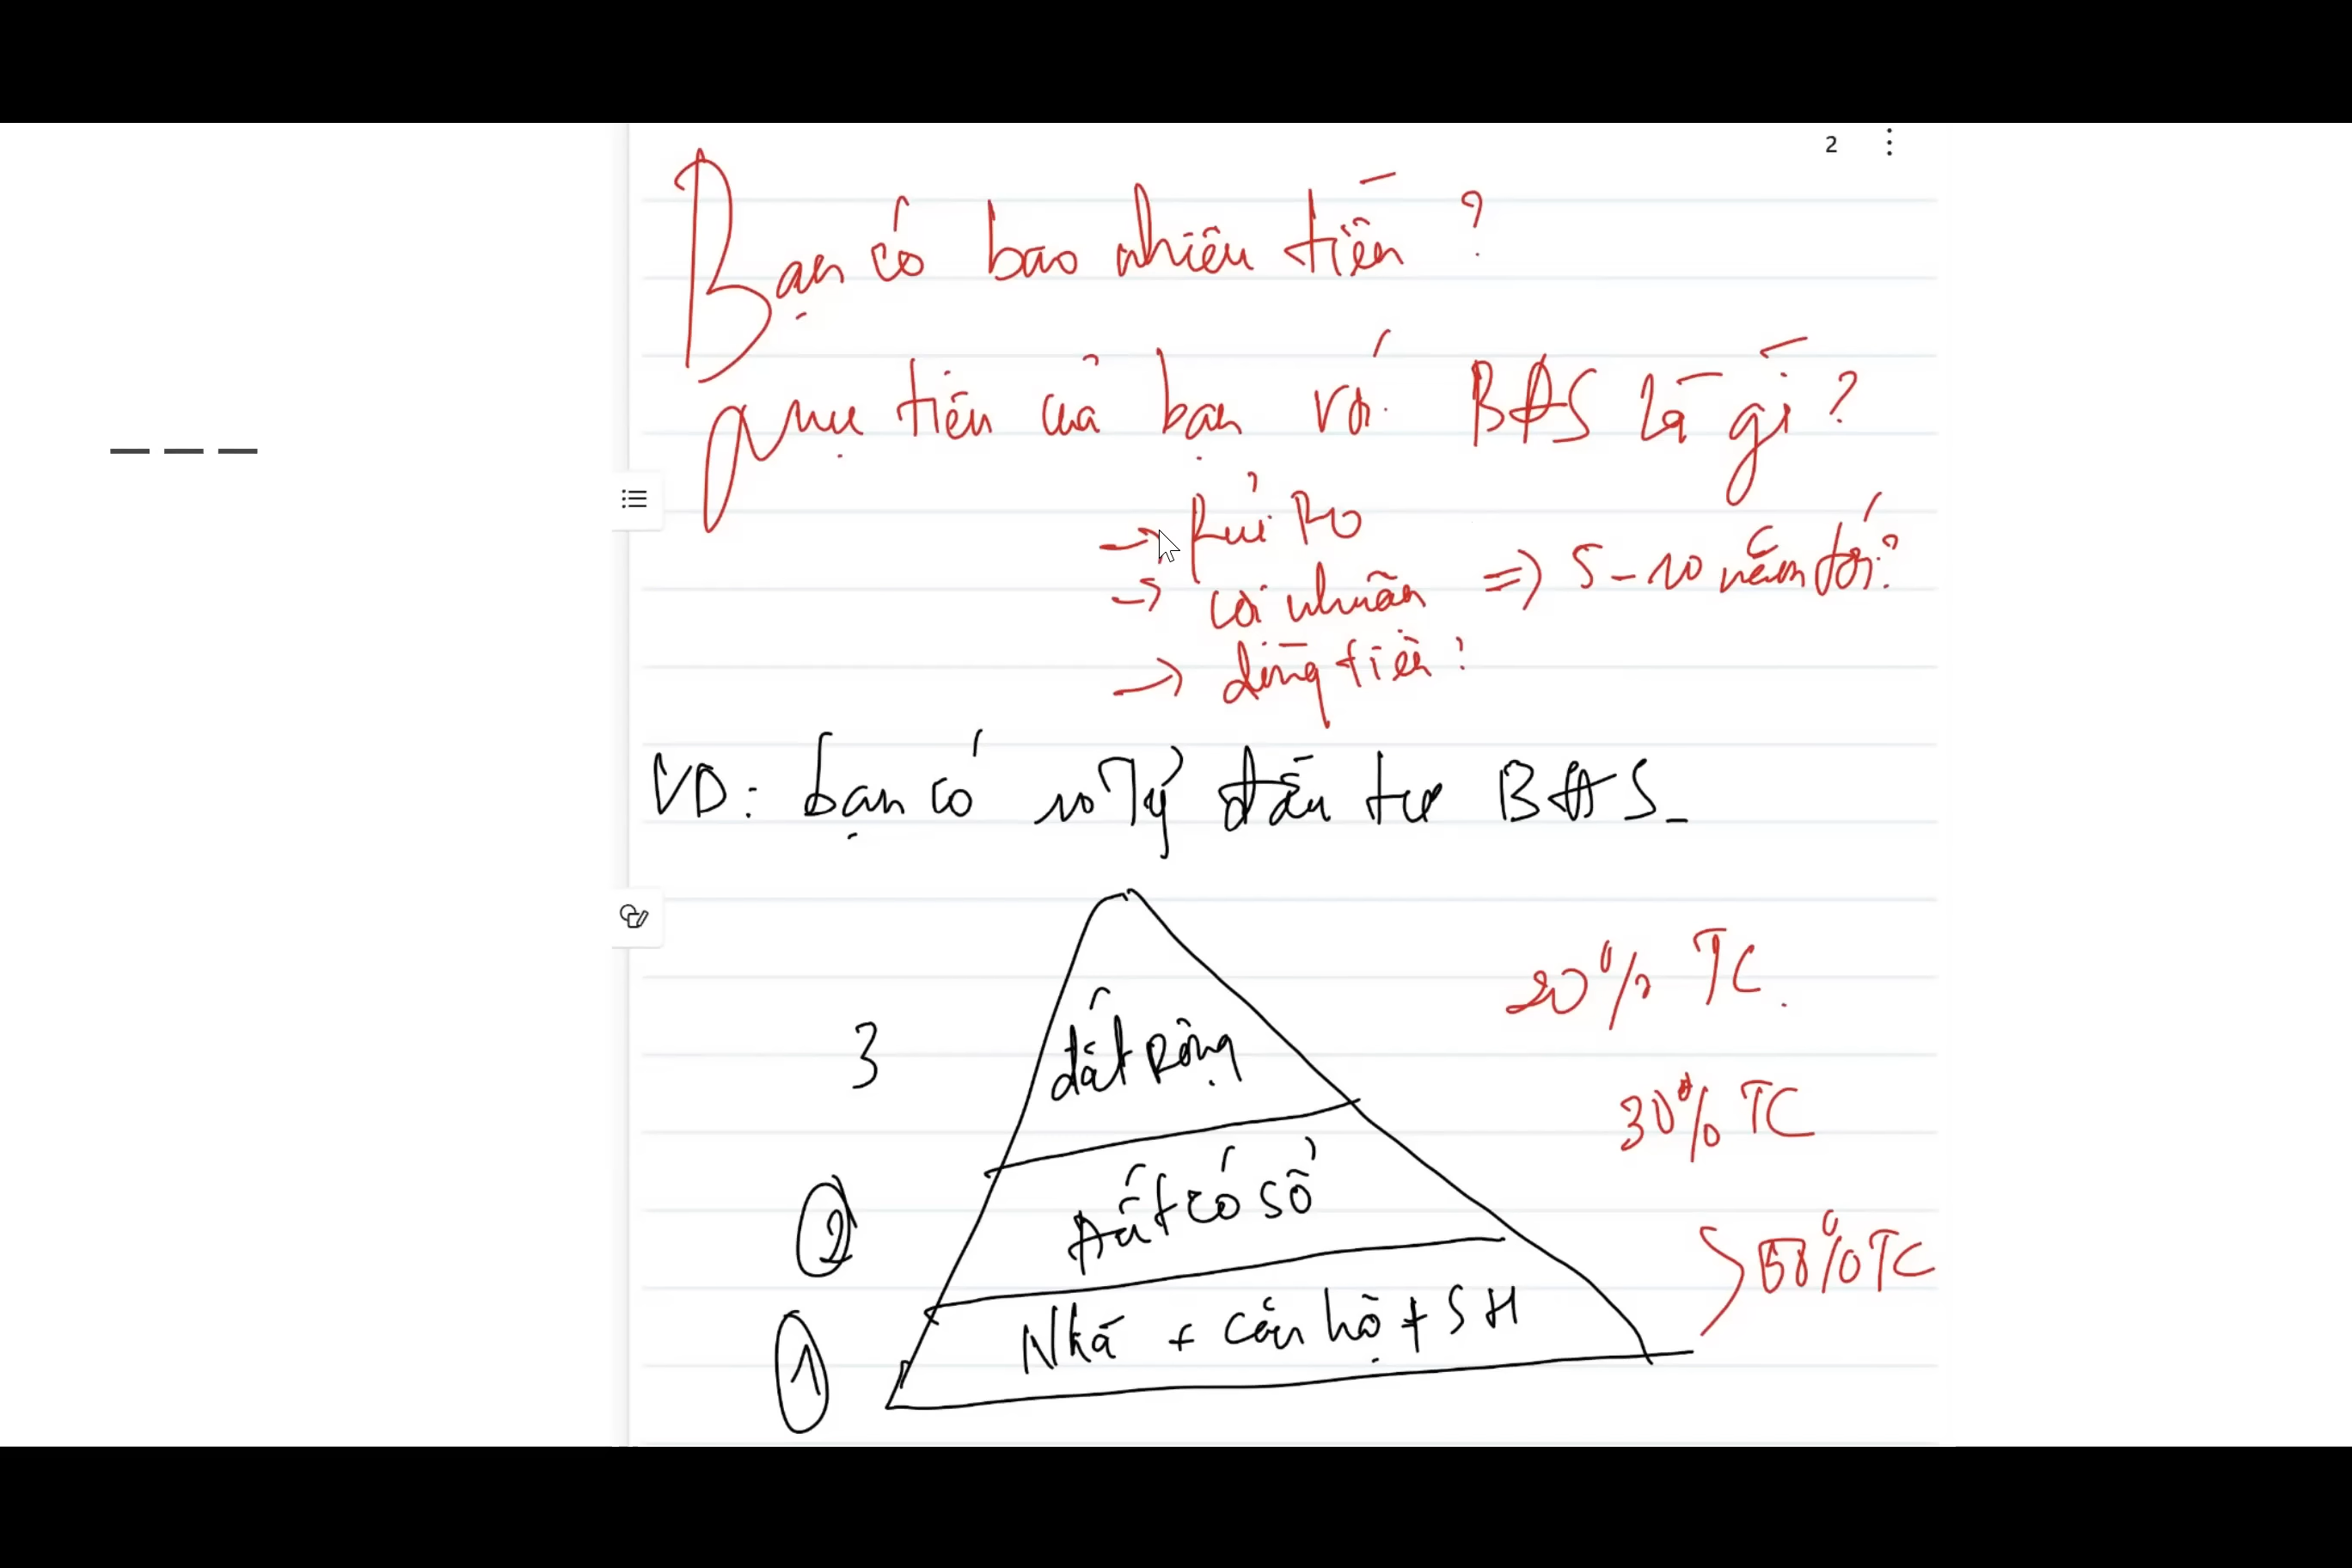 2
Bạn có bao nhiêu tiền ?
Mục tiêu của bạn với BĐS là gì ?
→ Rủi Ro
→ Lợi nhuận => 5-10 năm tới?
→ dòng tiền?
VD: bạn có 10 Tỷ đầu tư BĐS_
3 đất Rộng 20% TC.
② Đất có sổ 30% TC
① Nhà + căn hộ + SH 50% TC